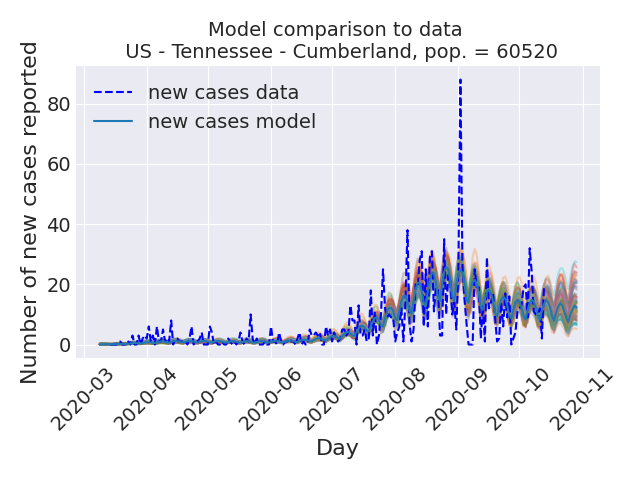 Model comparison to data
US - Tennessee - Cumberland, pop. = 60520
Number of new cases reported
80
60
40
20
0
new cases data
new cases model
2020-03
2020-04
2020-05
2020-06
2020-07
2020-08
2020-09
2020-10
2020-11
Day